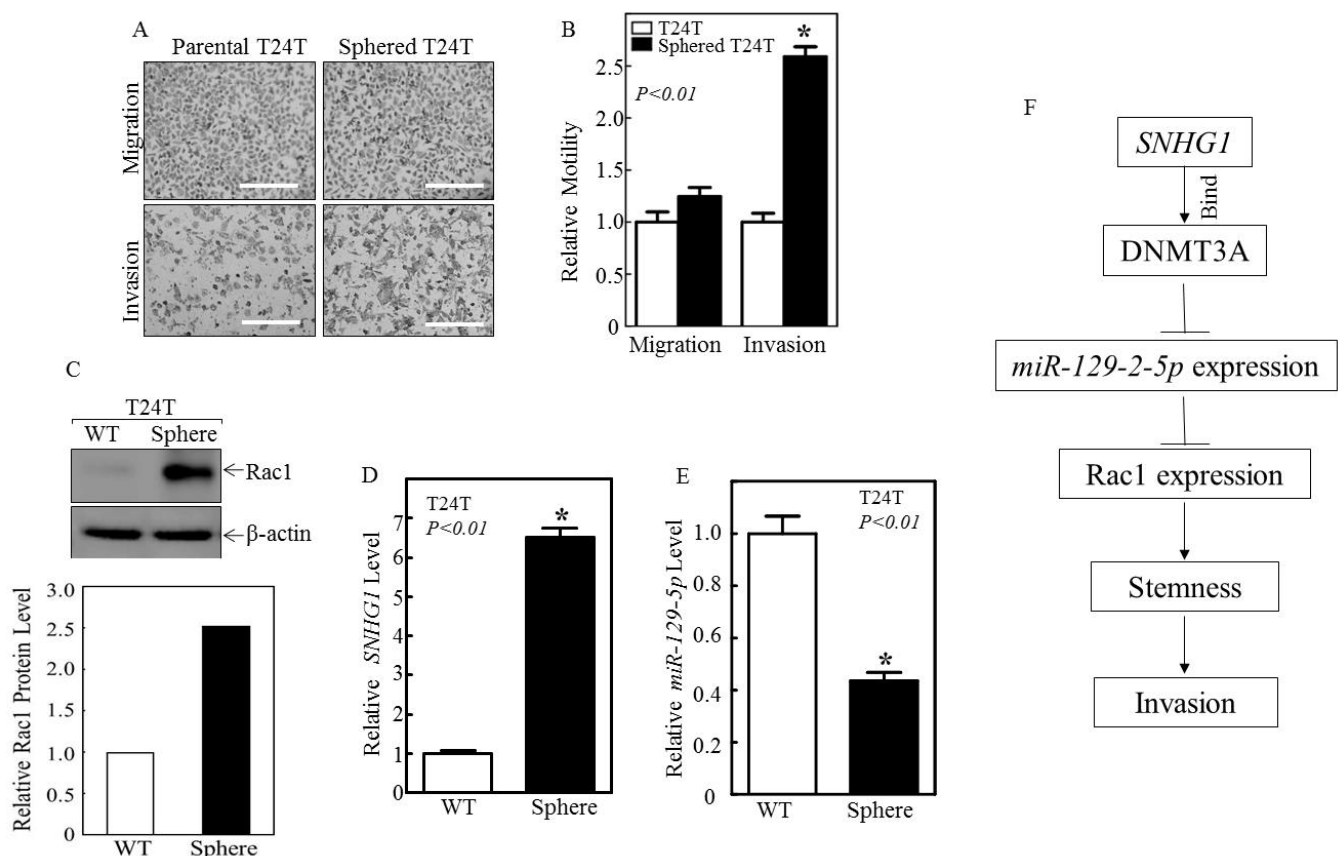 A
Parental T24T
Sphered T24T
Migration
Invasion
B
T24T
Sphered T24T
P<0.01
*
Relative Motility
2.5
2.0
1.5
1.0
0.5
0
Migration
Invasion
C
T24T
WT
Sphere
Rac1
β-actin
Relative Rac1 Protein Level
3.0
2.5
2.0
1.5
1.0
0.5
0
WT
Sphere
D
T24T
P<0.01
*
Relative SNHG1 Level
7
6
5
4
3
2
1
0
WT
Sphere
E
T24T
P<0.01
*
Relative miR-129-5p Level
1.0
0.8
0.6
0.4
0.2
0
WT
Sphere
F
SNHG1
Bind
DNMT3A
miR-129-2-5p expression
Rac1 expression
Stemness
Invasion